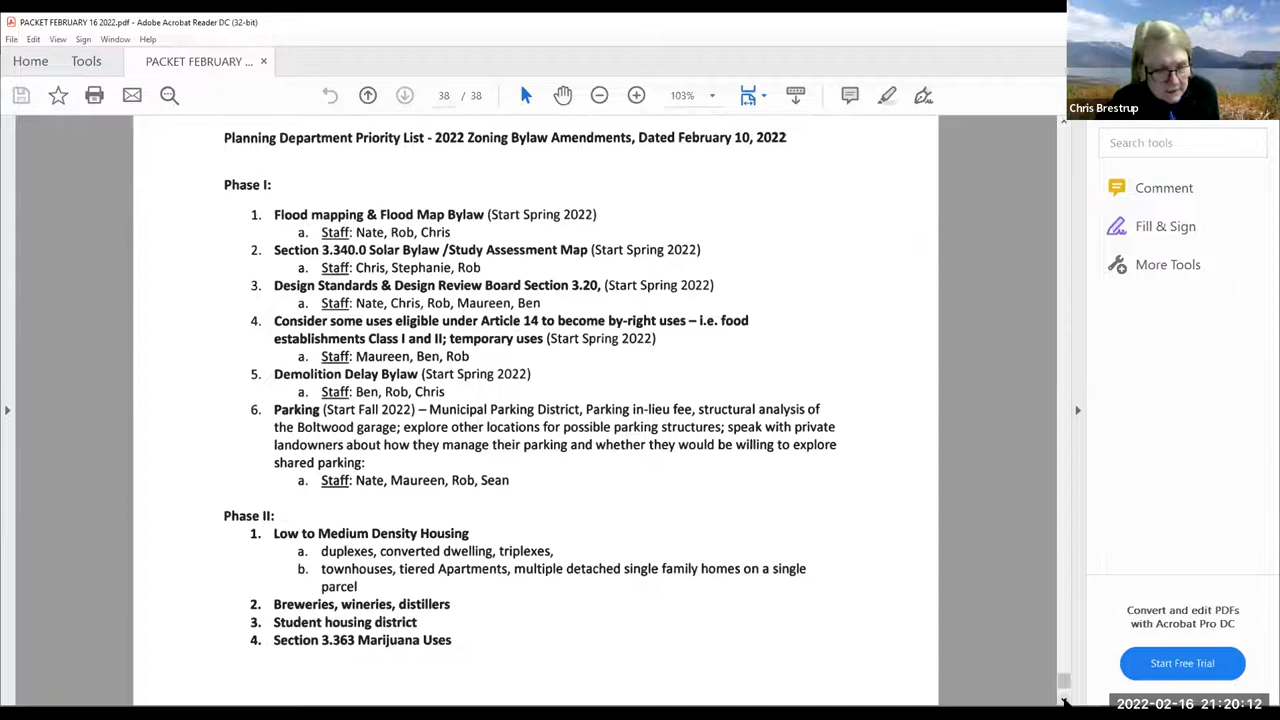 PACKET FEBRUARY 16 2022.pdf - Adobe Acrobat Reader DC (32-bit)
File Edit View Sign Window Help
Home Tools PACKET FEBRUARY ... ×
38 / 38 103%
Chris Brestrup
Search tools
Comment
Fill & Sign
More Tools
Planning Department Priority List - 2022 Zoning Bylaw Amendments, Dated February 10, 2022
Phase I:
1. Flood mapping & Flood Map Bylaw (Start Spring 2022)
a. Staff: Nate, Rob, Chris
2. Section 3.340.0 Solar Bylaw /Study Assessment Map (Start Spring 2022)
a. Staff: Chris, Stephanie, Rob
3. Design Standards & Design Review Board Section 3.20, (Start Spring 2022)
a. Staff: Nate, Chris, Rob, Maureen, Ben
4. Consider some uses eligible under Article 14 to become by-right uses – i.e. food
establishments Class I and II; temporary uses (Start Spring 2022)
a. Staff: Maureen, Ben, Rob
5. Demolition Delay Bylaw (Start Spring 2022)
a. Staff: Ben, Rob, Chris
6. Parking (Start Fall 2022) – Municipal Parking District, Parking in-lieu fee, structural analysis of
the Boltwood garage; explore other locations for possible parking structures; speak with private
landowners about how they manage their parking and whether they would be willing to explore
shared parking:
a. Staff: Nate, Maureen, Rob, Sean
Phase II:
1. Low to Medium Density Housing
a. duplexes, converted dwelling, triplexes,
b. townhouses, tiered Apartments, multiple detached single family homes on a single
parcel
2. Breweries, wineries, distillers
3. Student housing district
4. Section 3.363 Marijuana Uses
Convert and edit PDFs
with Acrobat Pro DC
Start Free Trial
2022-02-16 21:20:12